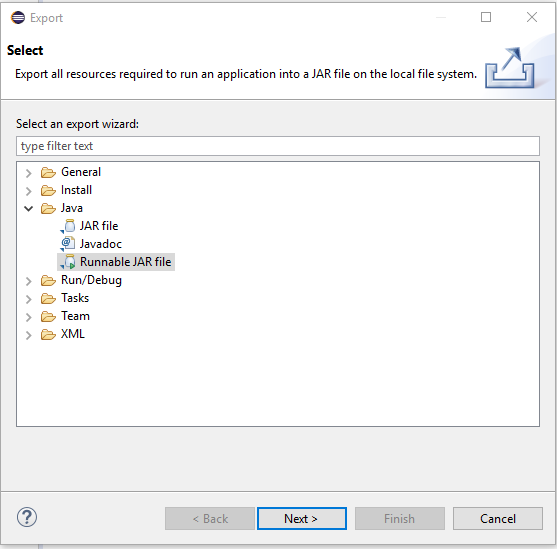 Export
Select
Export all resources required to run an application into a JAR file on the local file system.
Select an export wizard:
type filter text
General
Install
Java
JAR file
Javadoc
Runnable JAR file
Run/Debug
Tasks
Team
XML
< Back
Next >
Finish
Cancel